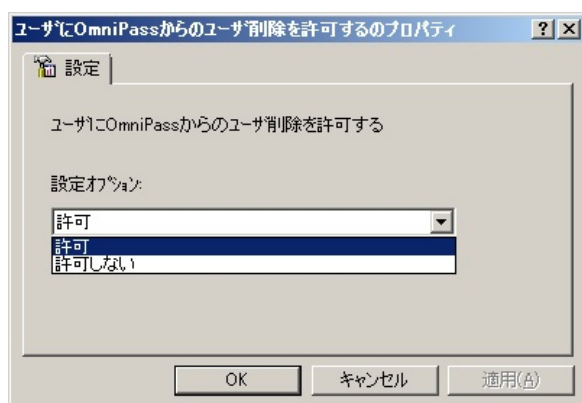 ユーザにOmniPassからのユーザ削除を許可するのプロパティ
設定
ユーザにOmniPassからのユーザ削除を許可する
設定オプション:
許可
許可
許可しない
OK
キャンセル
適用(A)